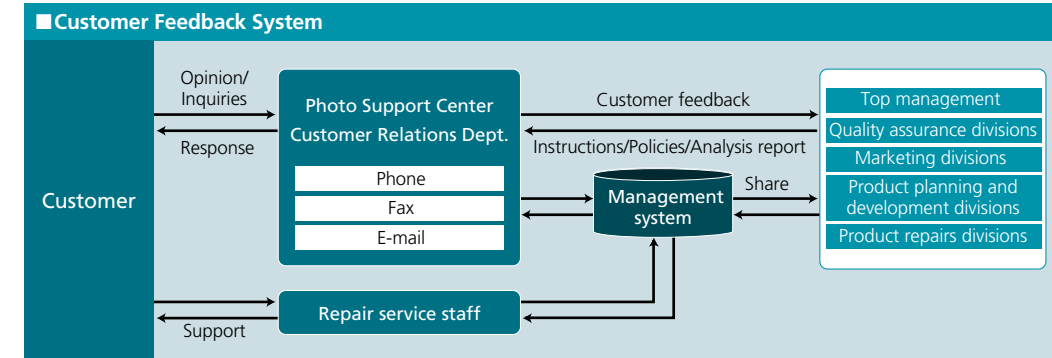 ■Customer Feedback System
Customer
Opinion/
Inquiries
Response
Photo Support Center
Customer Relations Dept.
Phone
Fax
E-mail
Customer feedback
Instructions/Policies/Analysis report
Management
system
Share
Top management
Quality assurance divisions
Marketing divisions
Product planning and
development divisions
Product repairs divisions
Support
Repair service staff